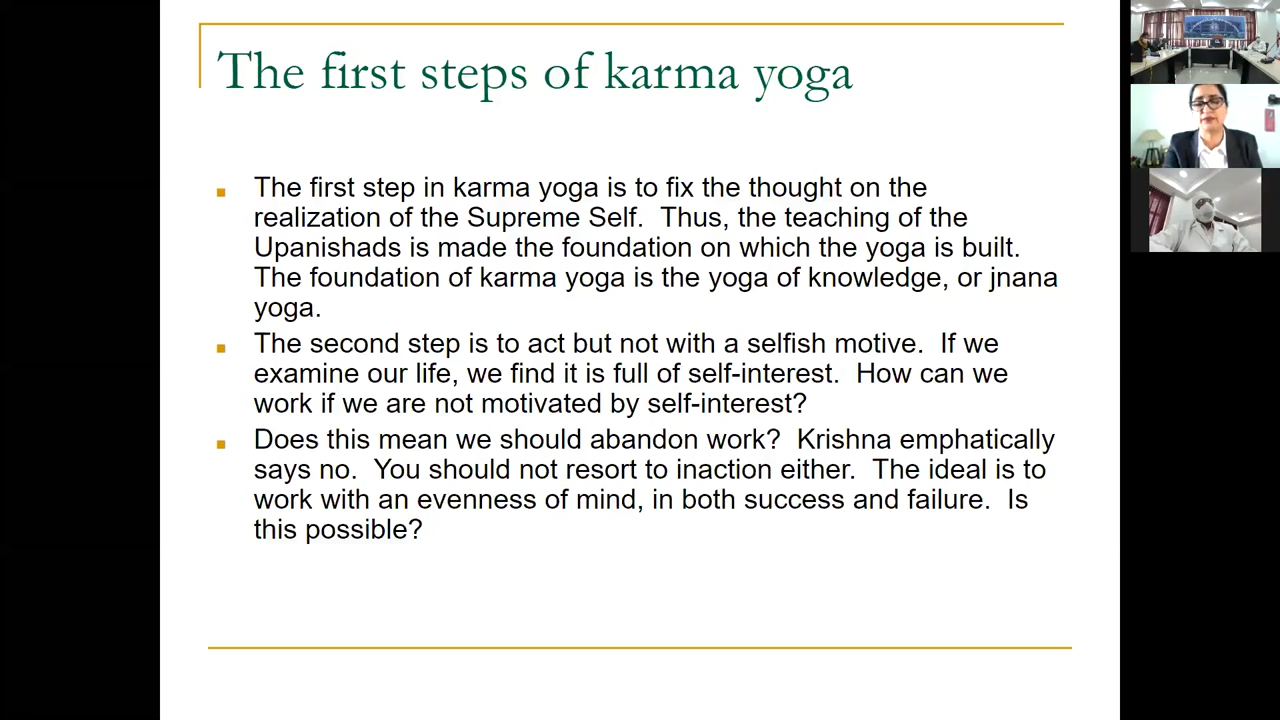 The first steps of karma yoga
The first step in karma yoga is to fix the thought on the
realization of the Supreme Self.  Thus, the teaching of the
Upanishads is made the foundation on which the yoga is built.
The foundation of karma yoga is the yoga of knowledge, or jnana
yoga.
The second step is to act but not with a selfish motive.  If we
examine our life, we find it is full of self-interest.  How can we
work if we are not motivated by self-interest?
Does this mean we should abandon work?  Krishna emphatically
says no.  You should not resort to inaction either.  The ideal is to
work with an evenness of mind, in both success and failure.  Is
this possible?